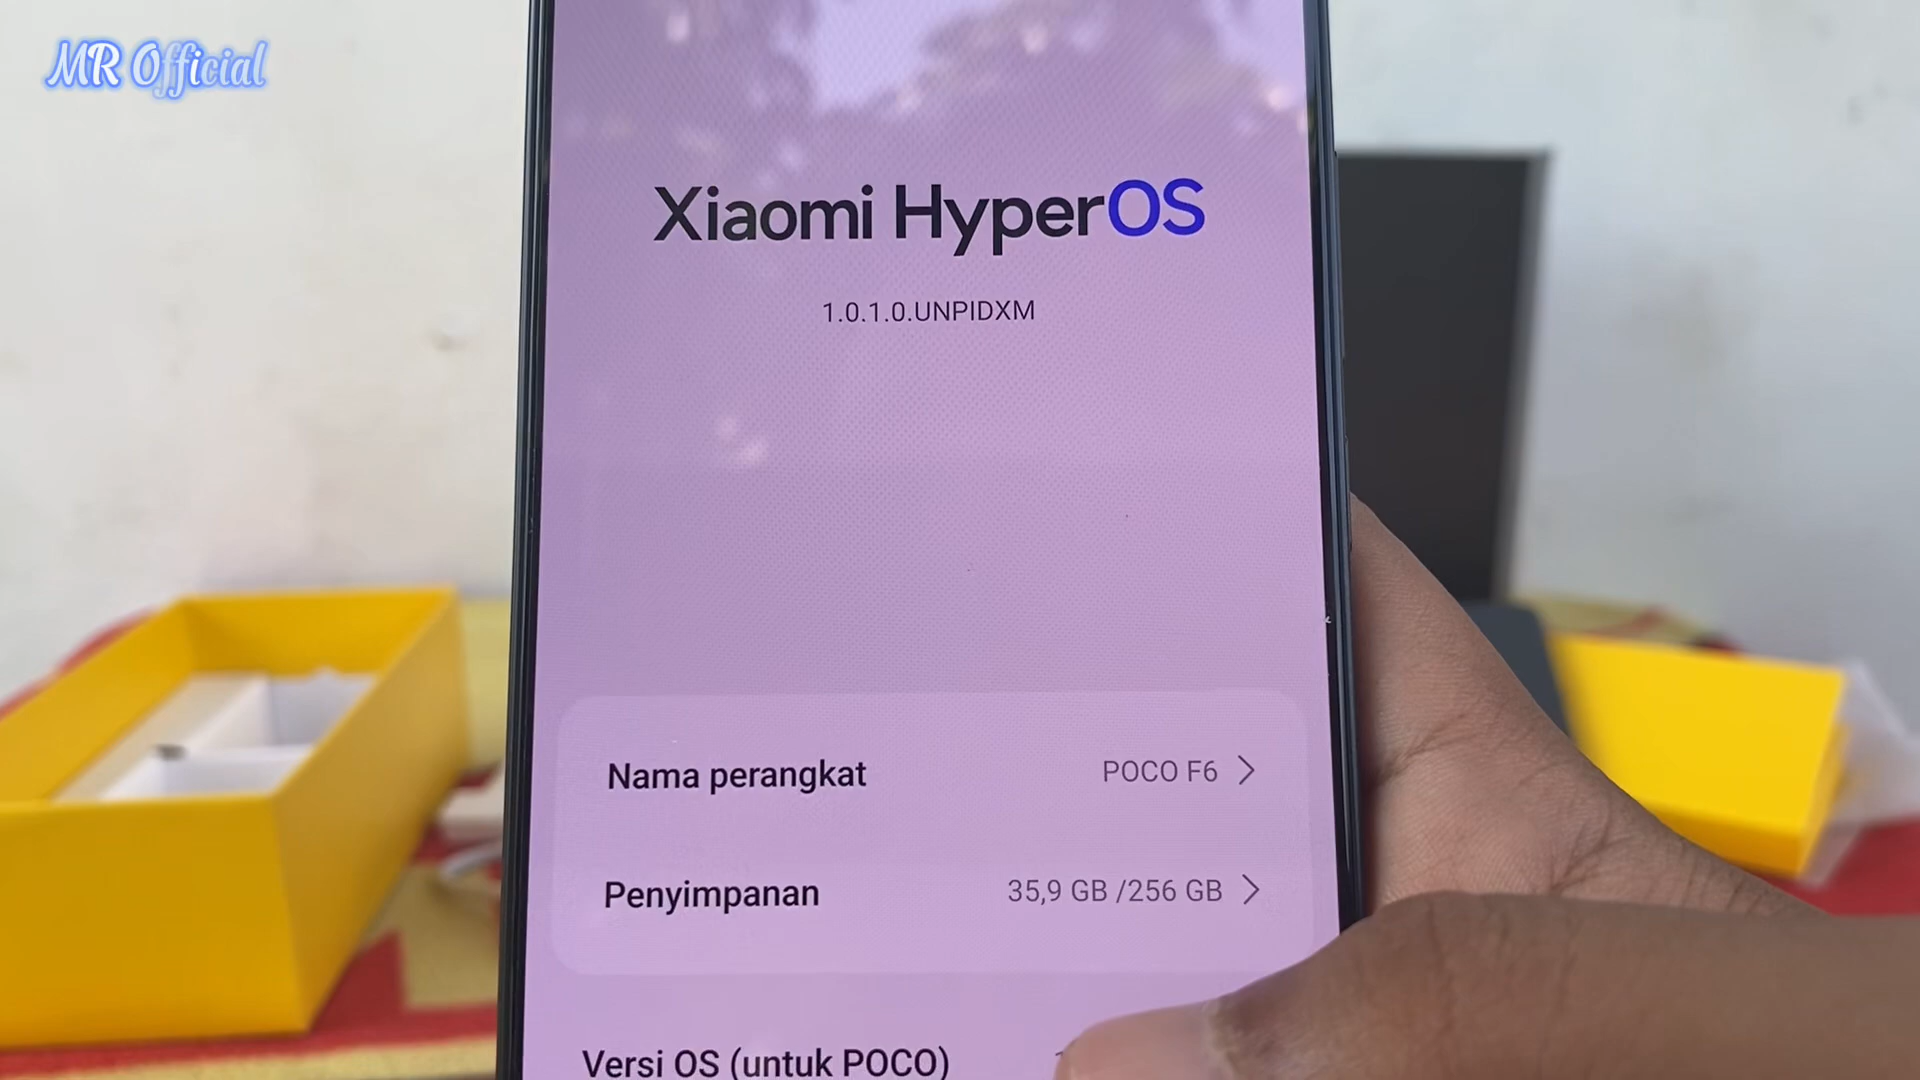 MR Official
Xiaomi HyperOS
1.0.1.0.UNPIDXM
Nama perangkat POCO F6
Penyimpanan 35,9 GB /256 GB
Versi OS (untuk POCO)